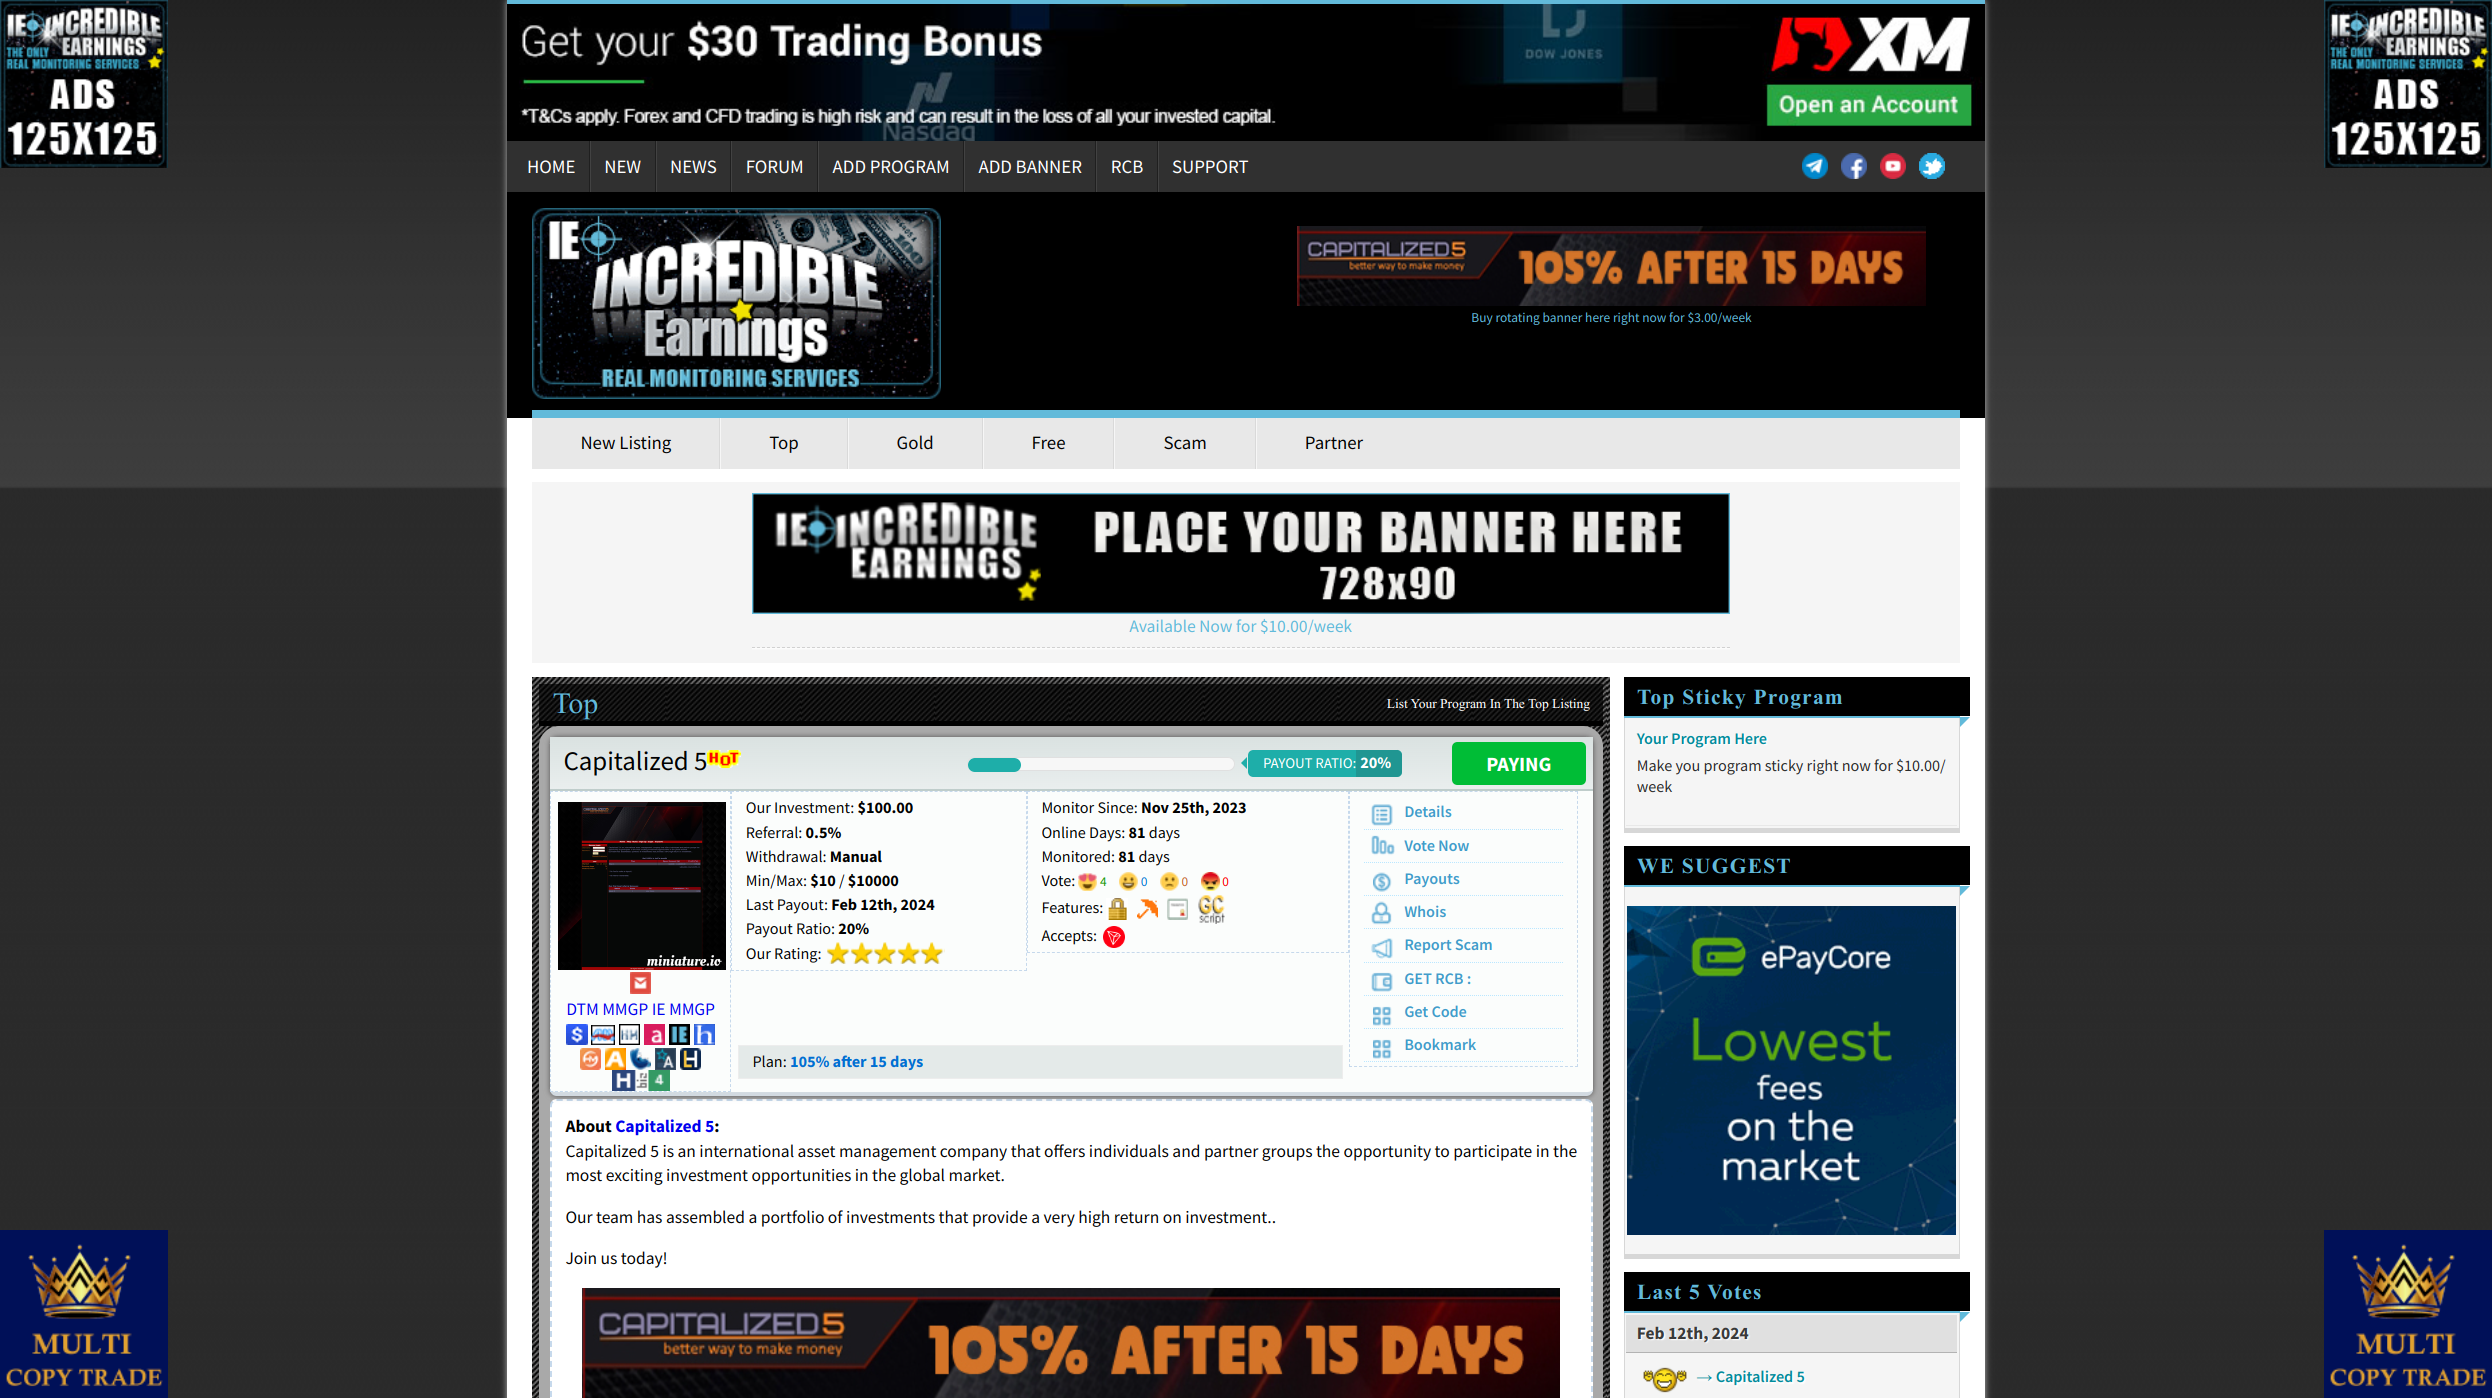 IE INCREDIBLE
EARNINGS
THE ONLY
REAL MONITORING SERVICES
ADS
125X125
Get your $30 Trading Bonus
*T&Cs apply. Forex and CFD trading is high risk and can result in the loss of all your invested capital.
Nasdaq
DOW JONES
XM
Open an Account
IE INCREDIBLE
EARNINGS
THE ONLY
REAL MONITORING SERVICES
ADS
125X125
HOME NEW NEWS FORUM ADD PROGRAM ADD BANNER RCB SUPPORT
IE
INCREDIBLE
Earnings
REAL MONITORING SERVICES
CAPITALIZED 5
better way to make money
105% AFTER 15 DAYS
Buy rotating banner here right now for $3.00/week
New Listing Top Gold Free Scam Partner
IE INCREDIBLE
EARNINGS
PLACE YOUR BANNER HERE
728x90
Available Now for $10.00/week
Top
List Your Program In The Top Listing
Capitalized 5 HOT
PAYOUT RATIO: 20%
PAYING
miniature.io
DTM MMGP IE MMGP
Our Investment: $100.00
Referral: 0.5%
Withdrawal: Manual
Min/Max: $10 / $10000
Last Payout: Feb 12th, 2024
Payout Ratio: 20%
Our Rating:
Monitor Since: Nov 25th, 2023
Online Days: 81 days
Monitored: 81 days
Vote: 4 0 0 0
Features: GC script
Accepts:
Plan: 105% after 15 days
Details
Vote Now
Payouts
Whois
Report Scam
GET RCB :
Get Code
Bookmark
About Capitalized 5:
Capitalized 5 is an international asset management company that offers individuals and partner groups the opportunity to participate in the
most exciting investment opportunities in the global market.
Our team has assembled a portfolio of investments that provide a very high return on investment..
Join us today!
CAPITALIZED 5
better way to make money
105% AFTER 15 DAYS
Top Sticky Program
Your Program Here
Make you program sticky right now for $10.00/
week
WE SUGGEST
ePayCore
Lowest
fees
on the
market
Last 5 Votes
Feb 12th, 2024
→ Capitalized 5
MULTI
COPY TRADE
MULTI
COPY TRADE